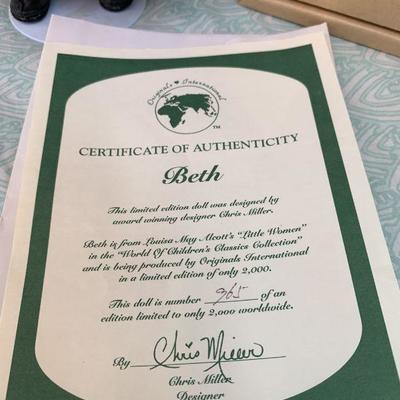 Originals ♥ International
TM
CERTIFICATE OF AUTHENTICITY
Beth
This limited edition doll was designed by
award winning designer Chris Miller.
Beth is from Louisa May Alcott's "Little Women"
in the "World Of Children's Classics Collection"
and is being produced by Originals International
in a limited edition of only 2,000.
This doll is number 965 of an
edition limited to only 2,000 worldwide.
By Chris Miller
Chris Miller
Designer